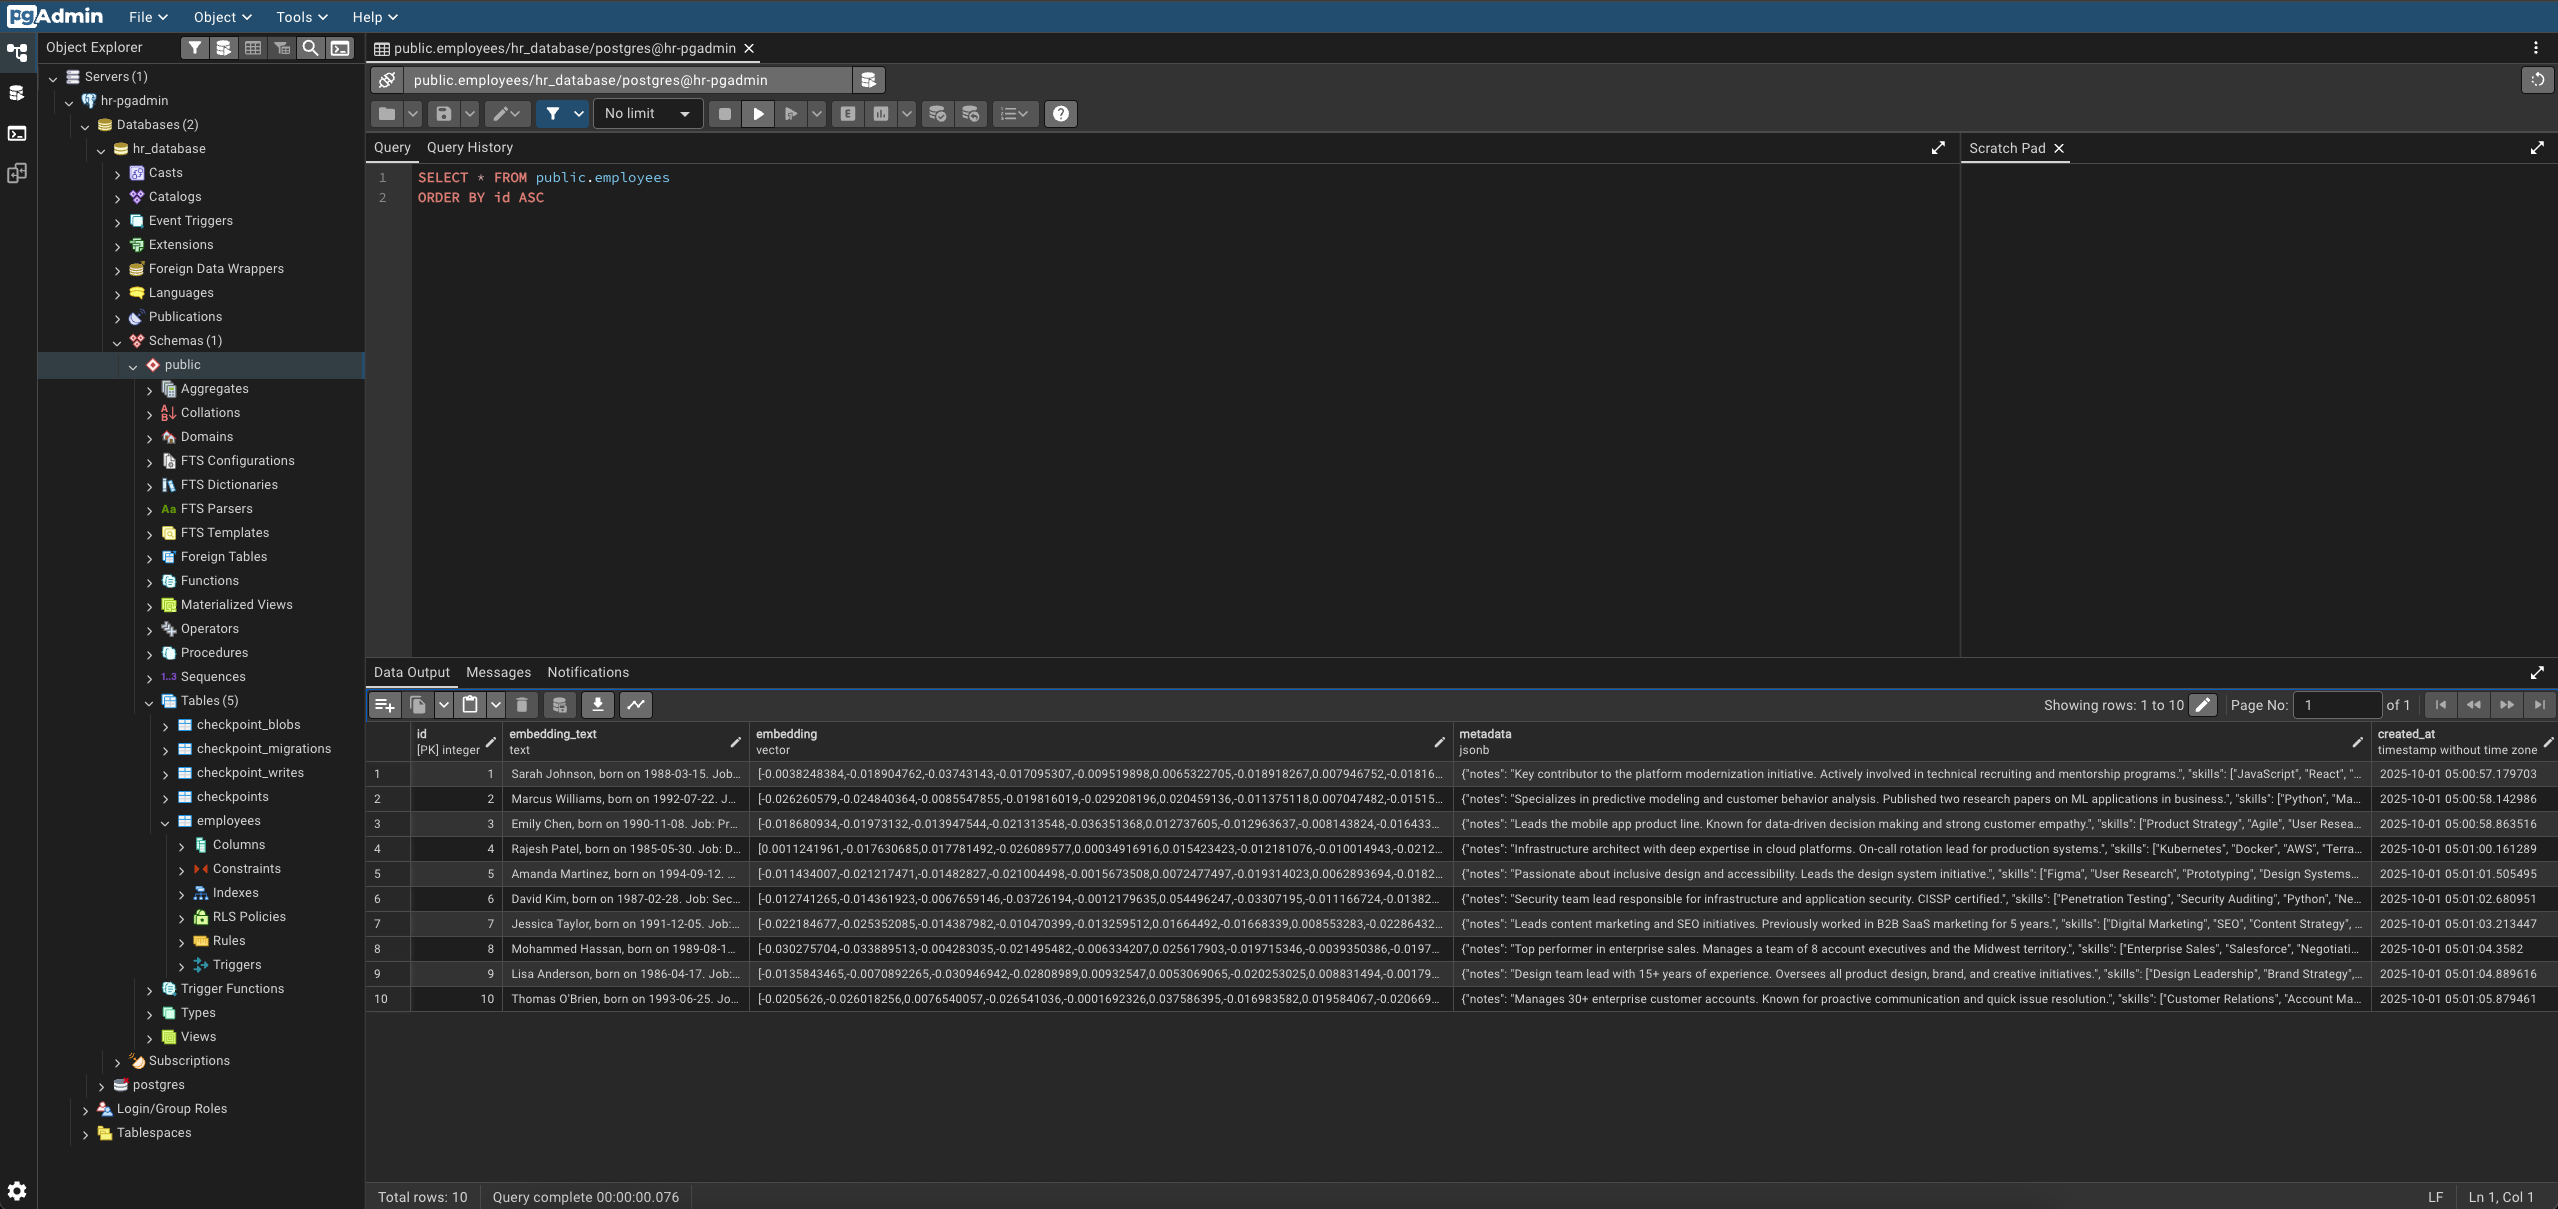 pgAdmin File Object Tools Help
Object Explorer
Servers (1)
hr-pgadmin
Databases (2)
hr_database
Casts
Catalogs
Event Triggers
Extensions
Foreign Data Wrappers
Languages
Publications
Schemas (1)
public
Aggregates
Collations
Domains
FTS Configurations
FTS Dictionaries
Aa FTS Parsers
FTS Templates
Foreign Tables
Functions
Materialized Views
Operators
Procedures
1..3 Sequences
Tables (5)
checkpoint_blobs
checkpoint_migrations
checkpoint_writes
checkpoints
employees
Columns
Constraints
Indexes
RLS Policies
Rules
Triggers
Trigger Functions
Types
Views
Subscriptions
postgres
Login/Group Roles
Tablespaces
public.employees/hr_database/postgres@hr-pgadmin
public.employees/hr_database/postgres@hr-pgadmin
No limit E
Query Query History
Scratch Pad
1 SELECT * FROM public.employees
2 ORDER BY id ASC
Data Output Messages Notifications
Showing rows: 1 to 10 Page No: 1 of 1
id embedding_text embedding metadata created_at
[PK] integer text vector jsonb timestamp without time zone
1 1 Sarah Johnson, born on 1988-03-15. Job... [-0.0038248384,-0.018904762,-0.03743143,-0.017095307,-0.009519898,0.0065322705,-0.018918267,0.007946752,-0.01816... {"notes": "Key contributor to the platform modernization initiative. Actively involved in technical recruiting and mentorship programs.", "skills": ["JavaScript", "React", "... 2025-10-01 05:00:57.179703
2 2 Marcus Williams, born on 1992-07-22. J... [-0.026260579,-0.024840364,-0.0085547855,-0.019816019,-0.029208196,0.020459136,-0.011375118,0.007047482,-0.01515... {"notes": "Specializes in predictive modeling and customer behavior analysis. Published two research papers on ML applications in business.", "skills": ["Python", "Ma... 2025-10-01 05:00:58.142986
3 3 Emily Chen, born on 1990-11-08. Job: Pr... [-0.018680934,-0.01973132,-0.013947544,-0.021313548,-0.036351368,0.012737605,-0.012963637,-0.008143824,-0.016433... {"notes": "Leads the mobile app product line. Known for data-driven decision making and strong customer empathy.", "skills": ["Product Strategy", "Agile", "User Resea... 2025-10-01 05:00:58.863516
4 4 Rajesh Patel, born on 1985-05-30. Job: D... [0.0011241961,-0.017630685,0.017781492,-0.026089577,0.00034916916,0.015423423,-0.012181076,-0.010014943,-0.0212... {"notes": "Infrastructure architect with deep expertise in cloud platforms. On-call rotation lead for production systems.", "skills": ["Kubernetes", "Docker", "AWS", "Terra... 2025-10-01 05:01:00.161289
5 5 Amanda Martinez, born on 1994-09-12. ... [-0.011434007,-0.021217471,-0.01482827,-0.021004498,-0.0015673508,0.0072477497,-0.019314023,0.0062893694,-0.0182... {"notes": "Passionate about inclusive design and accessibility. Leads the design system initiative.", "skills": ["Figma", "User Research", "Prototyping", "Design Systems... 2025-10-01 05:01:01.505495
6 6 David Kim, born on 1987-02-28. Job: Sec... [-0.012741265,-0.014361923,-0.0067659146,-0.03726194,-0.0012179635,0.054496247,-0.03307195,-0.011166724,-0.01382... {"notes": "Security team lead responsible for infrastructure and application security. CISSP certified.", "skills": ["Penetration Testing", "Security Auditing", "Python", "Ne... 2025-10-01 05:01:02.680951
7 7 Jessica Taylor, born on 1991-12-05. Job:... [-0.022184677,-0.025352085,-0.014387982,-0.010470399,-0.013259512,0.01664492,-0.01668339,0.008553283,-0.02286432... {"notes": "Leads content marketing and SEO initiatives. Previously worked in B2B SaaS marketing for 5 years.", "skills": ["Digital Marketing", "SEO", "Content Strategy", ... 2025-10-01 05:01:03.213447
8 8 Mohammed Hassan, born on 1989-08-1... [-0.030275704,-0.033889513,-0.004283035,-0.021495482,-0.006334207,0.025617903,-0.019715346,-0.0039350386,-0.0197... {"notes": "Top performer in enterprise sales. Manages a team of 8 account executives and the Midwest territory.", "skills": ["Enterprise Sales", "Salesforce", "Negotiati... 2025-10-01 05:01:04.3582
9 9 Lisa Anderson, born on 1986-04-17. Job:... [-0.0135843465,-0.0070892265,-0.030946942,-0.02808989,0.00932547,0.0053069065,-0.020253025,0.008831494,-0.00179... {"notes": "Design team lead with 15+ years of experience. Oversees all product design, brand, and creative initiatives.", "skills": ["Design Leadership", "Brand Strategy",... 2025-10-01 05:01:04.889616
10 10 Thomas O'Brien, born on 1993-06-25. Jo... [-0.0205626,-0.026018256,0.0076540057,-0.026541036,-0.0001692326,0.037586395,-0.016983582,0.019584067,-0.020669... {"notes": "Manages 30+ enterprise customer accounts. Known for proactive communication and quick issue resolution.", "skills": ["Customer Relations", "Account Ma... 2025-10-01 05:01:05.879461
Total rows: 10 Query complete 00:00:00.076 LF Ln 1, Col 1